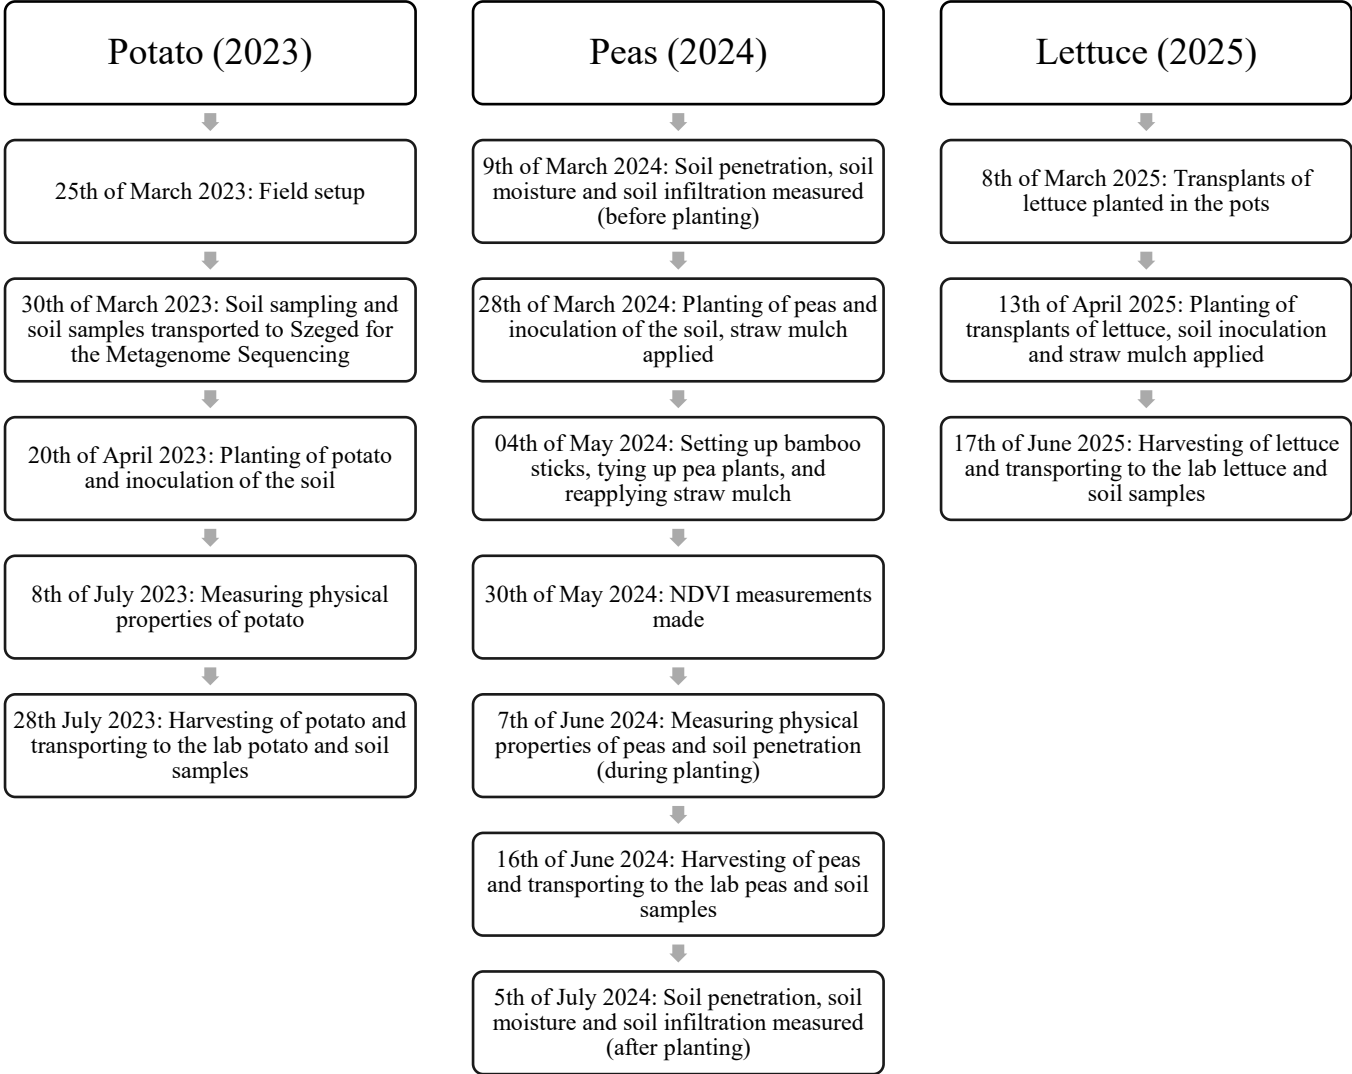 Potato (2023)
25th of March 2023: Field setup
30th of March 2023: Soil sampling and
soil samples transported to Szeged for
the Metagenome Sequencing
20th of April 2023: Planting of potato
and inoculation of the soil
8th of July 2023: Measuring physical
properties of potato
28th July 2023: Harvesting of potato and
transporting to the lab potato and soil
samples
Peas (2024)
9th of March 2024: Soil penetration, soil
moisture and soil infiltration measured
(before planting)
28th of March 2024: Planting of peas and
inoculation of the soil, straw mulch
applied
04th of May 2024: Setting up bamboo
sticks, tying up pea plants, and
reapplying straw mulch
30th of May 2024: NDVI measurements
made
7th of June 2024: Measuring physical
properties of peas and soil penetration
(during planting)
16th of June 2024: Harvesting of peas
and transporting to the lab peas and soil
samples
5th of July 2024: Soil penetration, soil
moisture and soil infiltration measured
(after planting)
Lettuce (2025)
8th of March 2025: Transplants of
lettuce planted in the pots
13th of April 2025: Planting of
transplants of lettuce, soil inoculation
and straw mulch applied
17th of June 2025: Harvesting of lettuce
and transporting to the lab lettuce and
soil samples